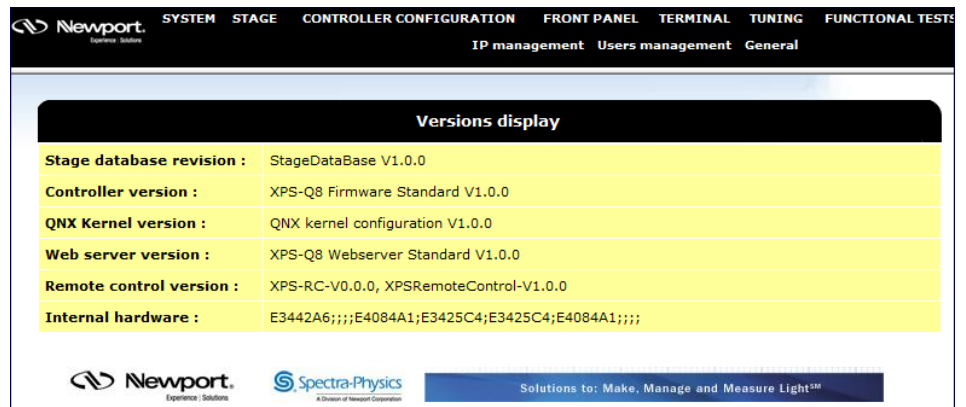 Newport.
Experience | Solutions
SYSTEM STAGE CONTROLLER CONFIGURATION FRONT PANEL TERMINAL TUNING FUNCTIONAL TESTS
IP management Users management General
Versions display
Stage database revision : StageDataBase V1.0.0
Controller version : XPS-Q8 Firmware Standard V1.0.0
QNX Kernel version : QNX kernel configuration V1.0.0
Web server version : XPS-Q8 Webserver Standard V1.0.0
Remote control version : XPS-RC-V0.0.0, XPSRemoteControl-V1.0.0
Internal hardware : E3442A6;;;;E4084A1;E3425C4;E3425C4;E4084A1;;;;
Newport.
Experience | Solutions
Spectra-Physics
A Division of Newport Corporation
Solutions to: Make, Manage and Measure Light℠